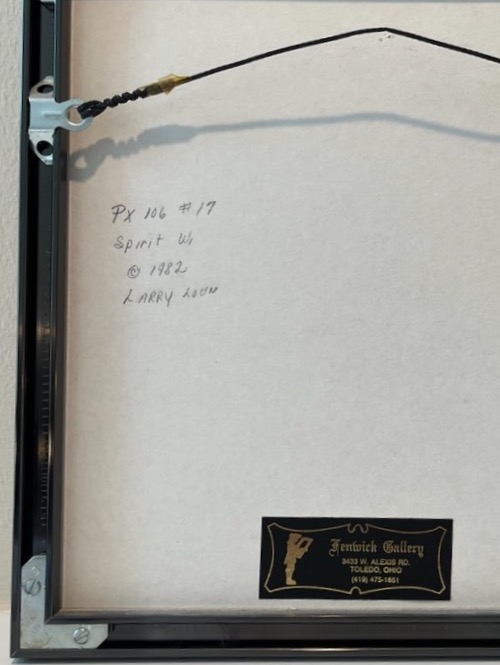 PX 106 #17
Spirit W,
© 1982
LARRY
Fenwick Gallery
3433 W. ALEXIS RD.
TOLEDO, OHIO
(419) 475-1651